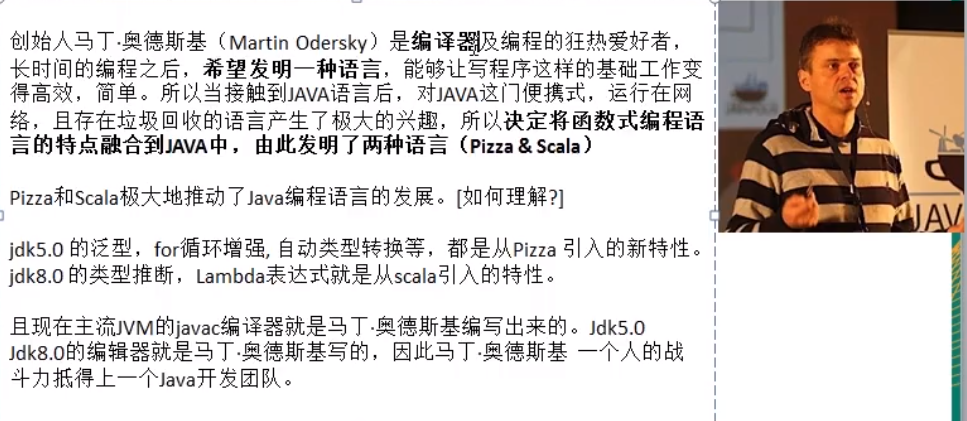 创始人马丁·奥德斯基（Martin Odersky）是编译器及编程的狂热爱好者，
长时间的编程之后，希望发明一种语言，能够让写程序这样的基础工作变
得高效，简单。所以当接触到JAVA语言后，对JAVA这门便携式，运行在网
络，且存在垃圾回收的语言产生了极大的兴趣，所以决定将函数式编程语
言的特点融合到JAVA中，由此发明了两种语言（Pizza & Scala）
Pizza和Scala极大地推动了Java编程语言的发展。[如何理解?]
jdk5.0 的泛型，for循环增强, 自动类型转换等，都是从Pizza 引入的新特性。
jdk8.0 的类型推断，Lambda表达式就是从scala引入的特性。
且现在主流JVM的javac编译器就是马丁·奥德斯基编写出来的。Jdk5.0
Jdk8.0的编辑器就是马丁·奥德斯基写的，因此马丁·奥德斯基 一个人的战
斗力抵得上一个Java开发团队。
JAV